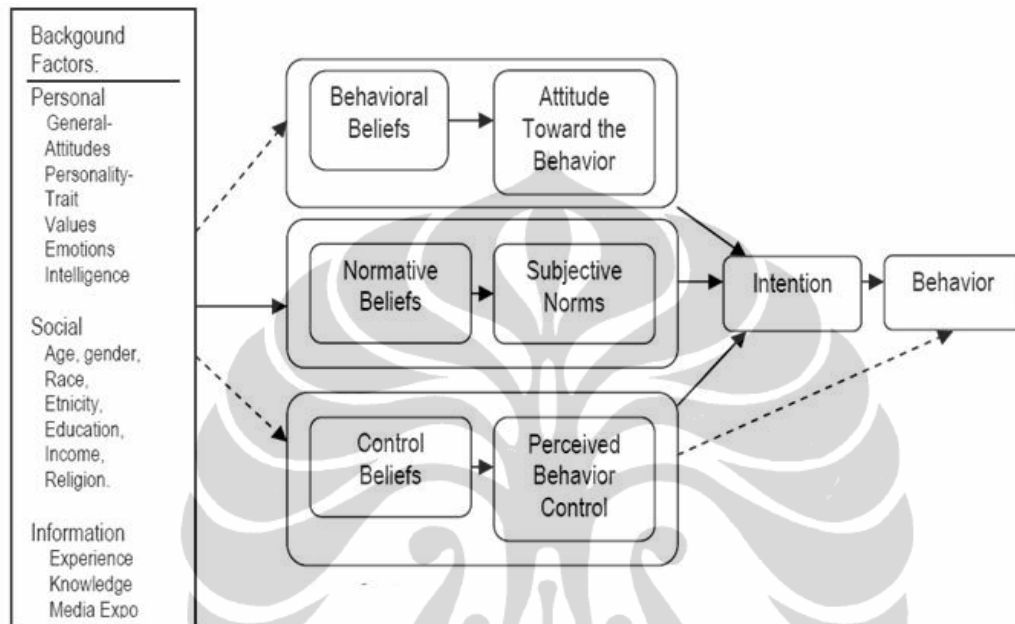 Backgound
Factors.
Personal
General-
Attitudes
Personality-
Trait
Values
Emotions
Intelligence
Social
Age, gender,
Race,
Etnicity,
Education,
Income,
Religion.
Information
Experience
Knowledge
Media Expo
Behavioral
Beliefs
Attitude
Toward the
Behavior
Normative
Beliefs
Subjective
Norms
Control
Beliefs
Perceived
Behavior
Control
Intention
Behavior